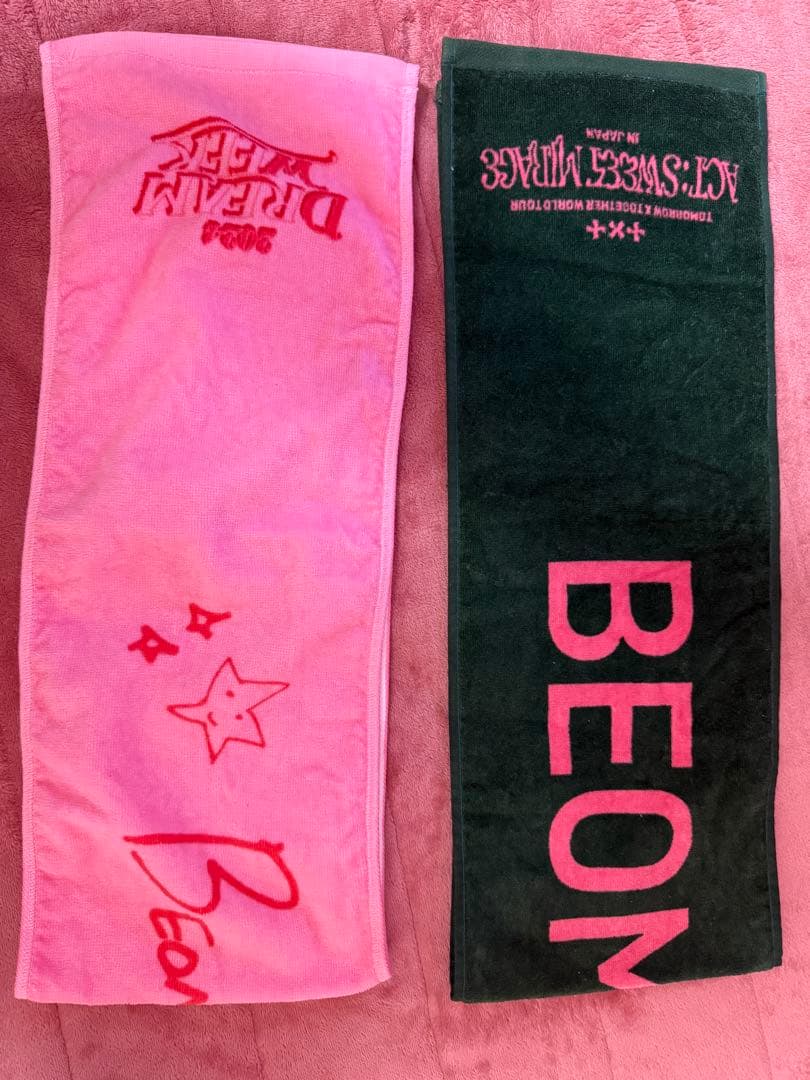 2024
DREAM
WEEK
BEOM
TOMORROW X TOGETHER WORLD TOUR
ACT : SWEET MIRAGE
IN JAPAN
BEOM